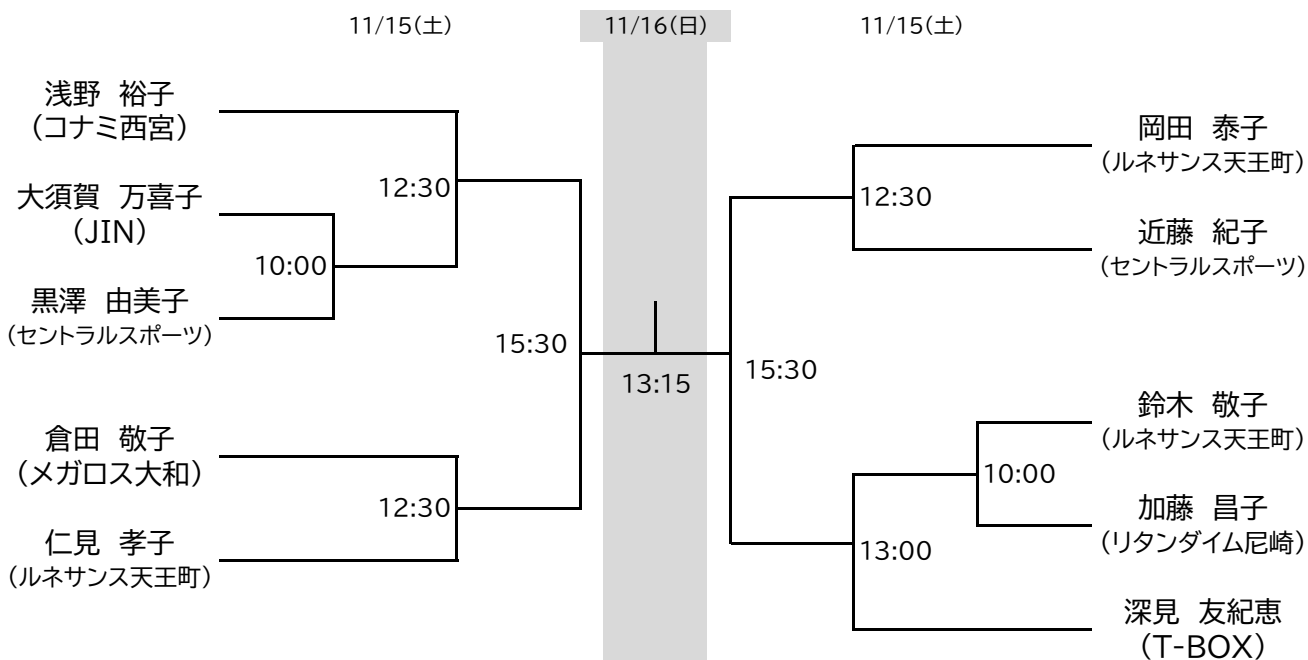 11/15(土)
11/16(日)
11/15(土)
浅野 裕子
(コナミ西宮)
大須賀 万喜子
(JIN)
黒澤 由美子
(セントラルスポーツ)
倉田 敬子
(メガロス大和)
仁見 孝子
(ルネサンス天王町)
12:30
10:00
12:30
15:30
13:15
15:30
12:30
10:00
13:00
岡田 泰子
(ルネサンス天王町)
近藤 紀子
(セントラルスポーツ)
鈴木 敬子
(ルネサンス天王町)
加藤 昌子
(リタンダイム尼崎)
深見 友紀恵
(T-BOX)